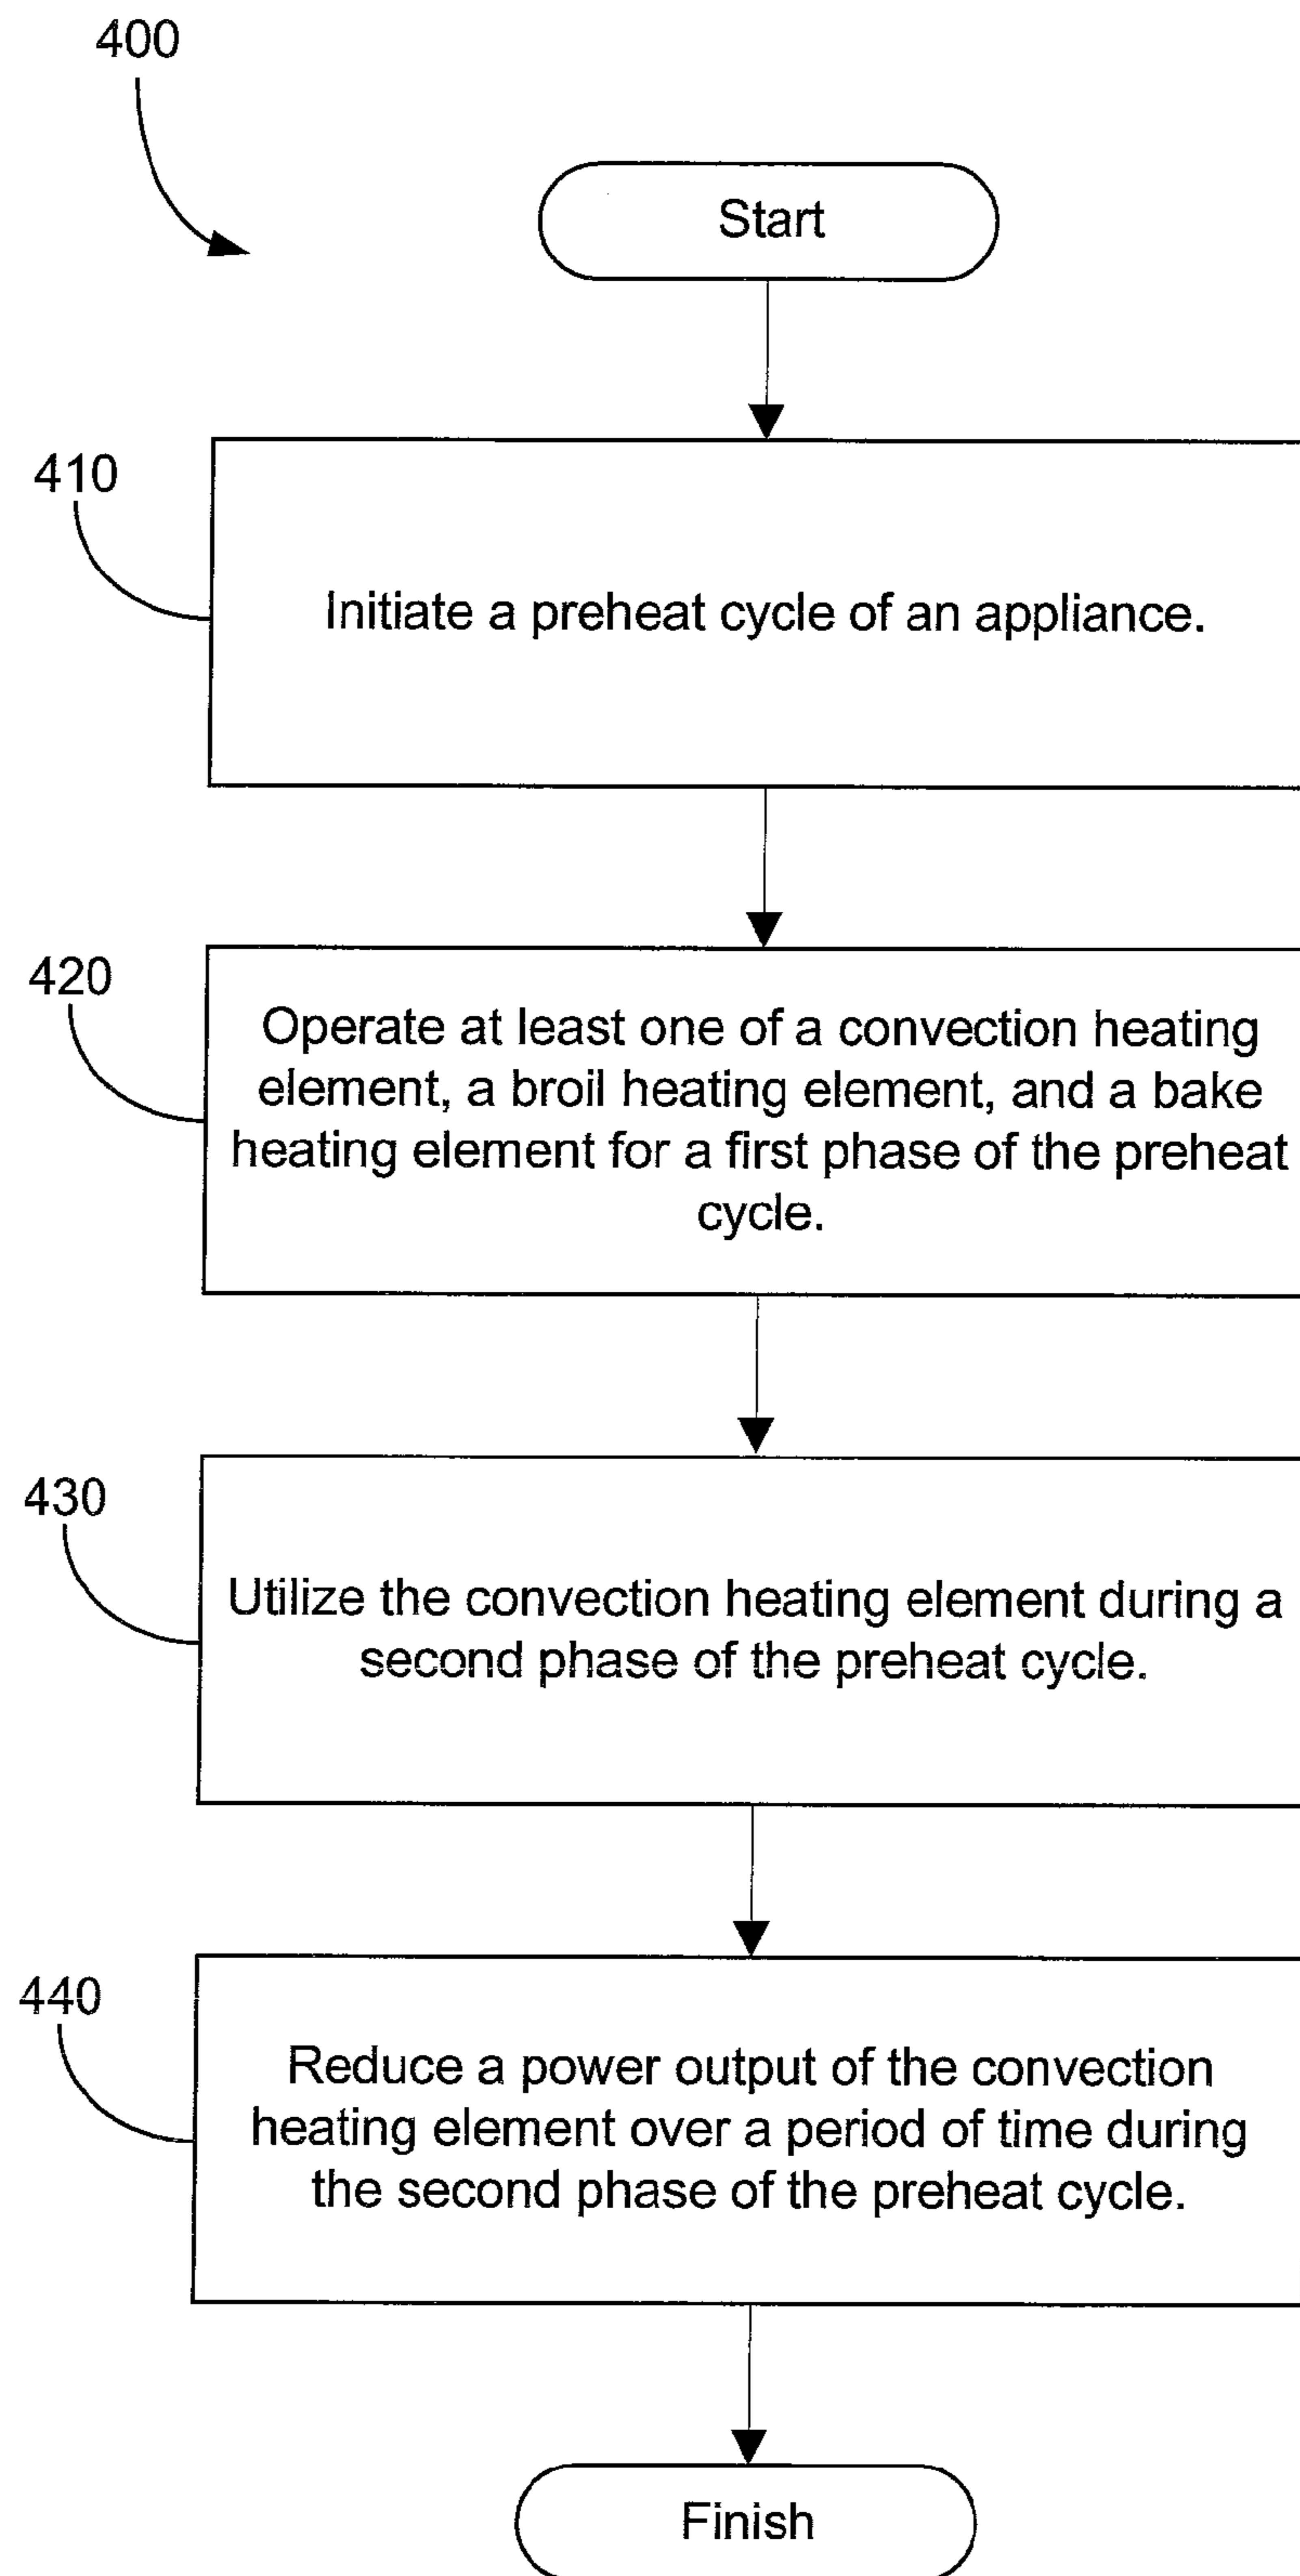 400
Start
410
Initiate a preheat cycle of an appliance.
420
Operate at least one of a convection heating
element, a broil heating element, and a bake
heating element for a first phase of the preheat
cycle.
430
Utilize the convection heating element during a
second phase of the preheat cycle.
440
Reduce a power output of the convection
heating element over a period of time during
the second phase of the preheat cycle.
Finish